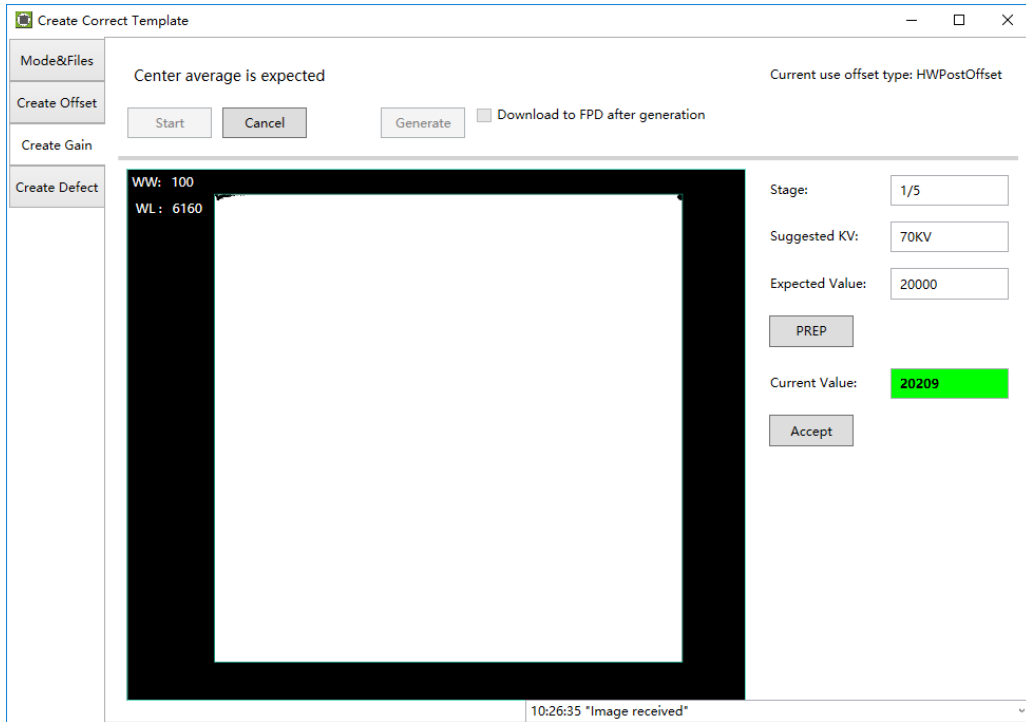 Create Correct Template
Mode&Files
Create Offset
Create Gain
Create Defect
Center average is expected
Current use offset type: HWPostOffset
Start
Cancel
Generate
Download to FPD after generation
WW: 100
WL: 6160
Stage:
1/5
Suggested KV:
70KV
Expected Value:
20000
PREP
Current Value:
20209
Accept
10:26:35 "Image received"